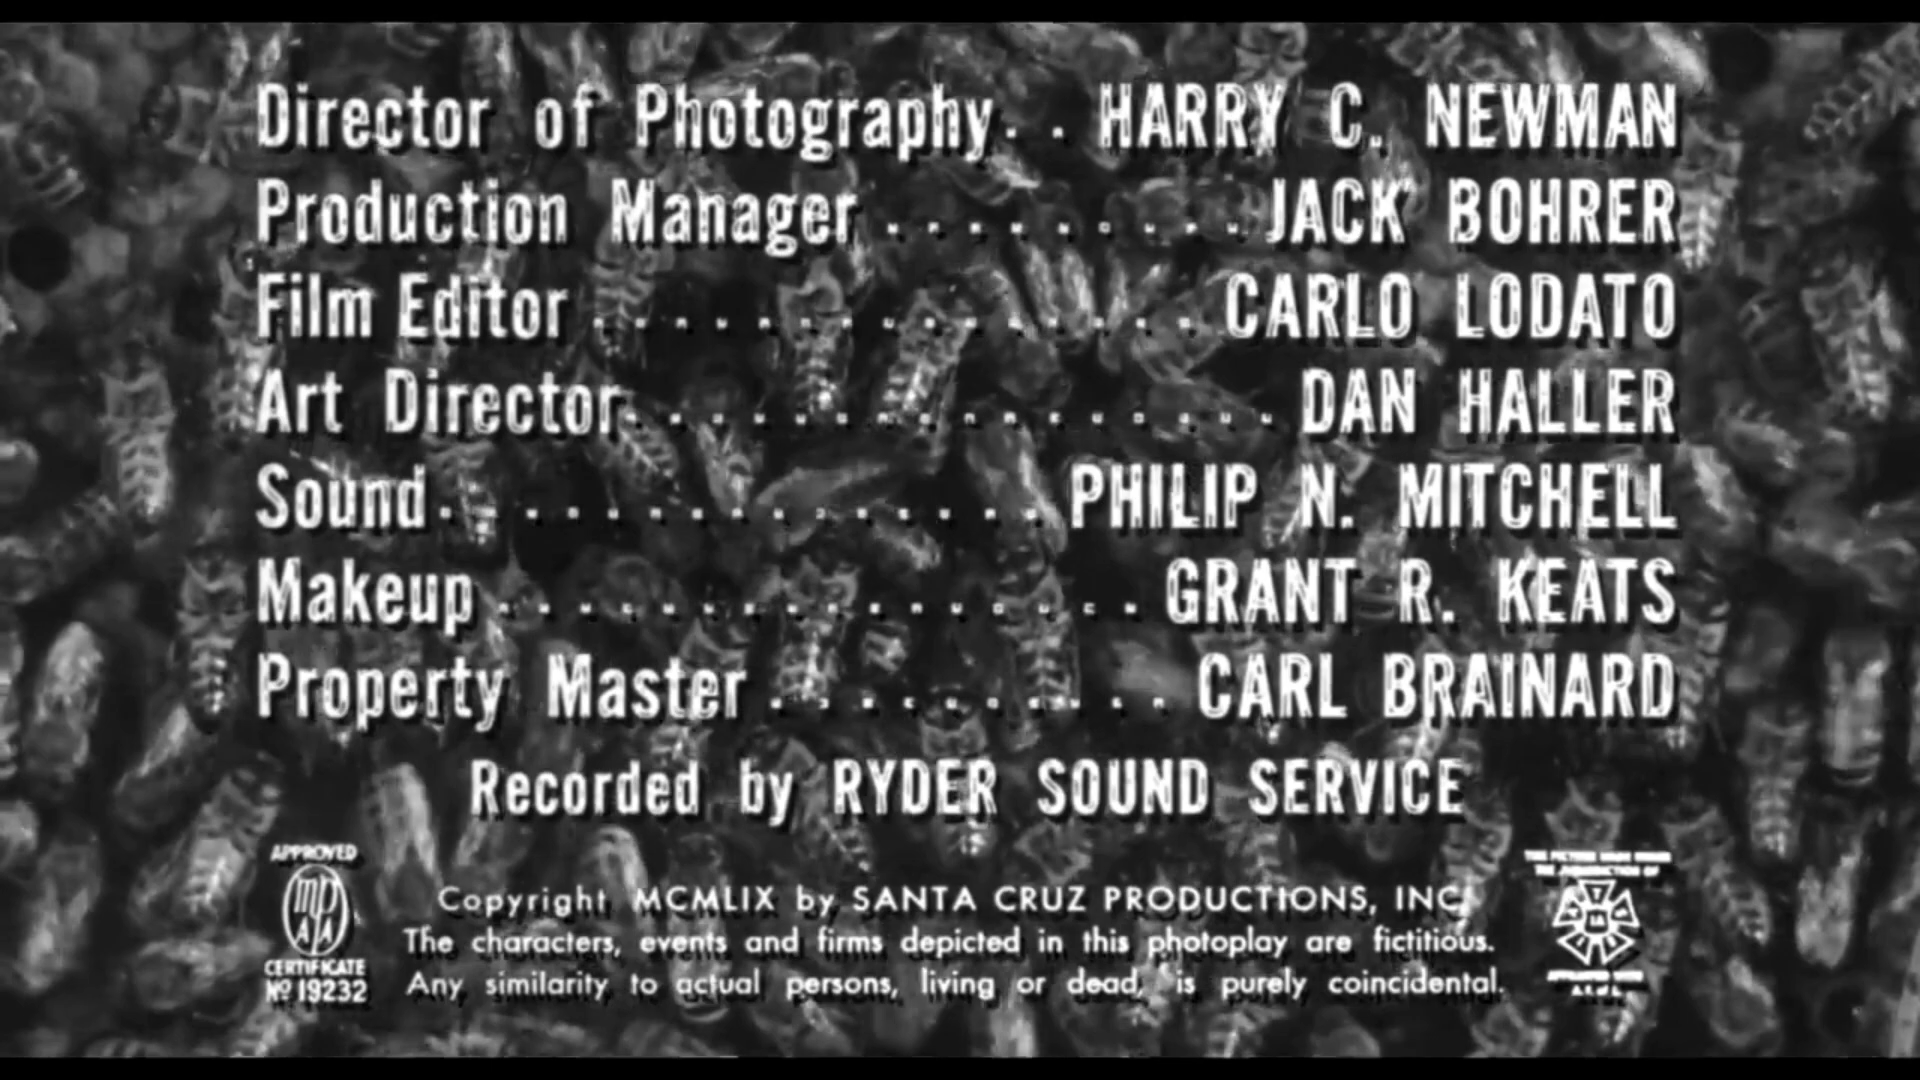 Director of Photography. . HARRY C. NEWMAN
Production Manager ......... JACK BOHRER
Film Editor ............... CARLO LODATO
Art Director................ DAN HALLER
Sound............... PHILIP N. MITCHELL
Makeup ................ GRANT R. KEATS
Property Master .......... CARL BRAINARD
Recorded by RYDER SOUND SERVICE
APPROVED
MPAA
CERTIFICATE
Nº 19232
Copyright MCMLIX by SANTA CRUZ PRODUCTIONS, INC.
The characters, events and firms depicted in this photoplay are fictitious.
Any similarity to actual persons, living or dead, is purely coincidental.